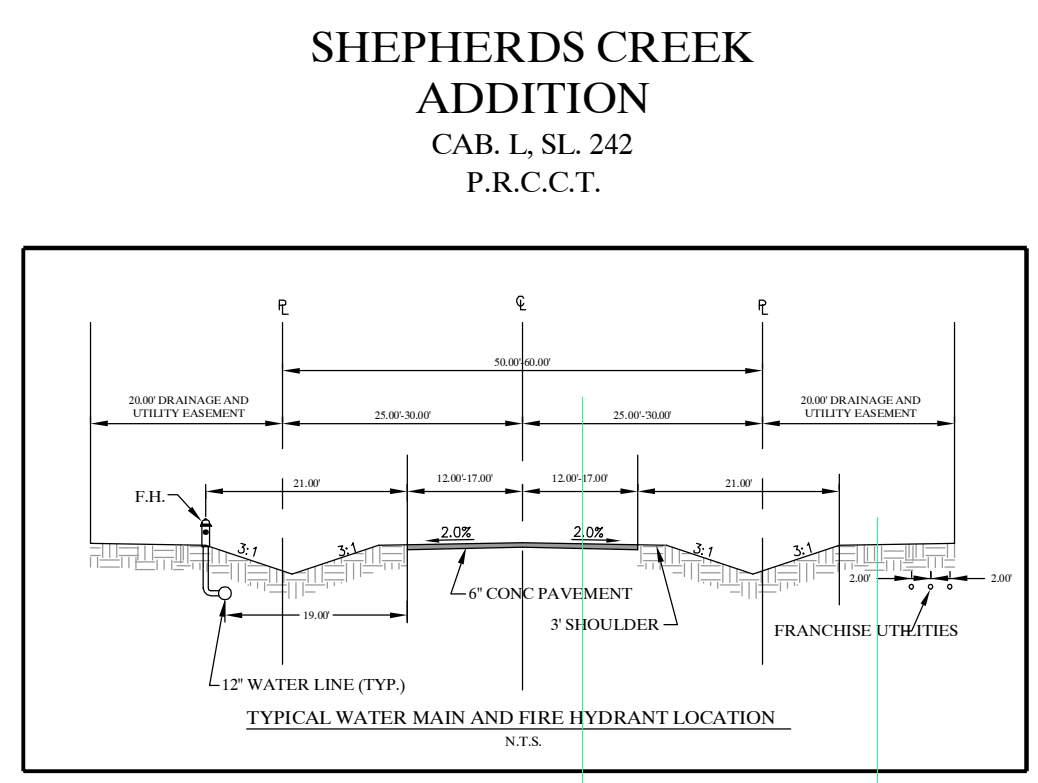 SHEPHERDS CREEK
ADDITION
CAB. L, SL. 242
P.R.C.C.T.
PL
CL
PL
50.00'-60.00'
20.00' DRAINAGE AND
UTILITY EASEMENT
25.00'-30.00'
25.00'-'30.00'
20.00' DRAINAGE AND
UTILITY EASEMENT
21.00'
12.00'-17.00'
12.00'-17.00'
21.00'
F.H.
2.0%
2.0%
3:1
3:1
3:1
3:1
2.00'
2.00'
6" CONC PAVEMENT
19.00'
3' SHOULDER
FRANCHISE UTILITIES
12" WATER LINE (TYP.)
TYPICAL WATER MAIN AND FIRE HYDRANT LOCATION
N.T.S.